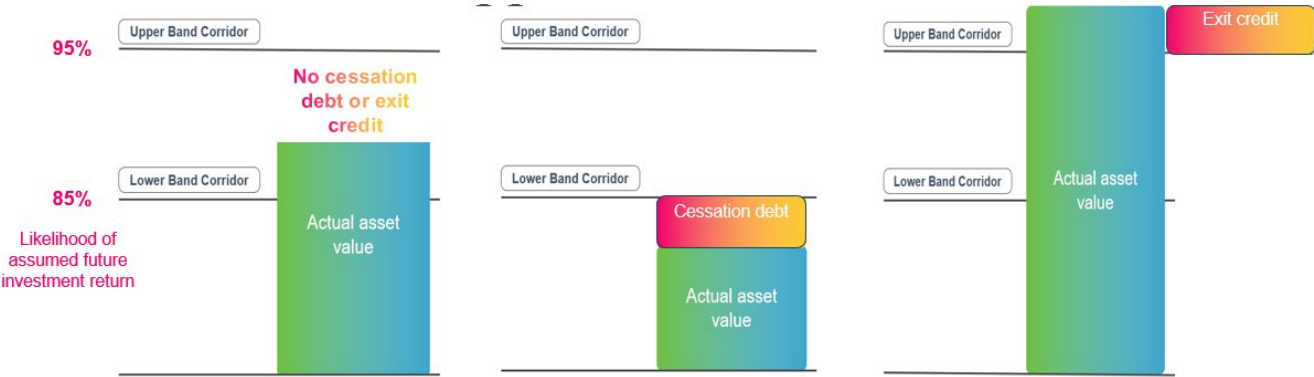 Upper Band Corridor
95%
No cessation
debt or exit
credit
Lower Band Corridor
85%
Likelihood of
assumed future
investment return
Actual asset
value
Upper Band Corridor
Lower Band Corridor
Cessation debt
Actual asset
value
Upper Band Corridor
Exit credit
Lower Band Corridor
Actual asset
value